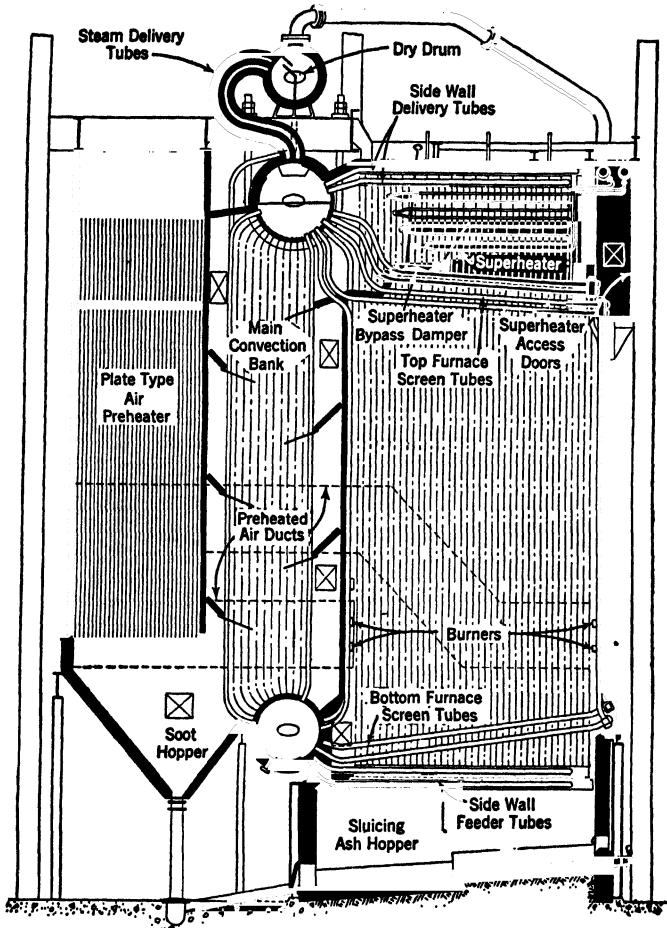 Steam Delivery
Tubes
Dry Drum
Side Wall
Delivery Tubes
Superheater
Main
Convection
Bank
Superheater
Bypass Damper
Superheater
Access
Doors
Top Furnace
Screen Tubes
Plate Type
Air
Preheater
Preheated
Air Ducts
Burners
Bottom Furnace
Screen Tubes
Soot
Hopper
Side Wall
Feeder Tubes
Sluicing
Ash Hopper